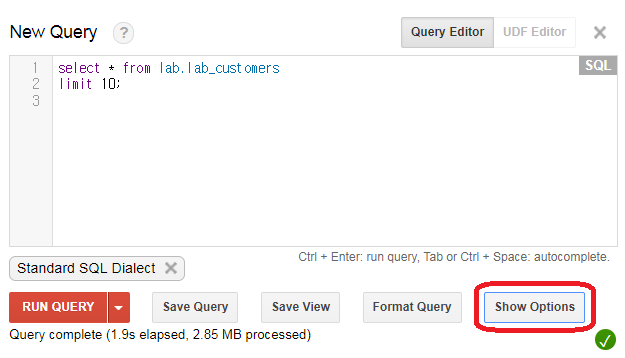 New Query ? Query Editor UDF Editor
SQL
1 select * from lab.lab_customers
2 limit 10;
3
Ctrl + Enter: run query, Tab or Ctrl + Space: autocomplete.
Standard SQL Dialect
RUN QUERY Save Query Save View Format Query Show Options
Query complete (1.9s elapsed, 2.85 MB processed)